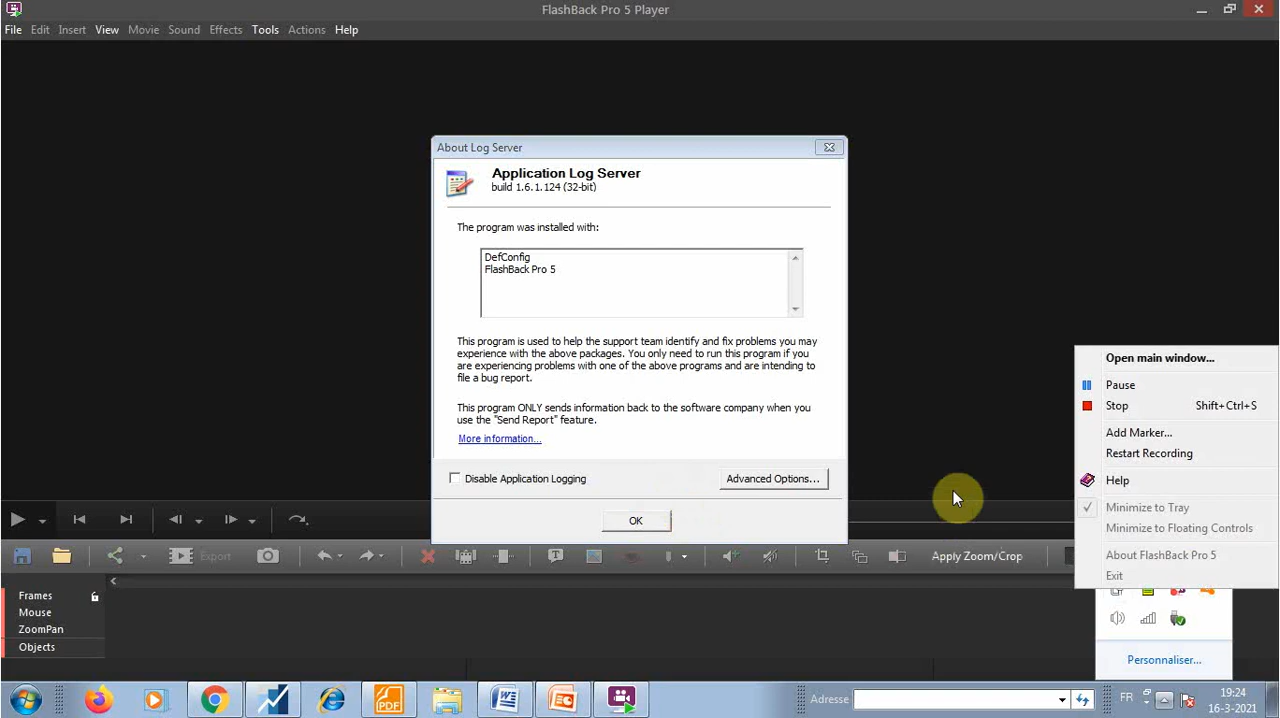 FlashBack Pro 5 Player
File Edit Insert View Movie Sound Effects Tools Actions Help
About Log Server
Application Log Server
build 1.6.1.124 (32-bit)
The program was installed with:
DefConfig
FlashBack Pro 5
This program is used to help the support team identify and fix problems you may
experience with the above packages. You only need to run this program if you
are experiencing problems with one of the above programs and are intending to
file a bug report.
This program ONLY sends information back to the software company when you
use the "Send Report" feature.
More information...
Disable Application Logging
Advanced Options...
OK
Open main window...
Pause
Stop Shift+Ctrl+S
Add Marker...
Restart Recording
Help
Minimize to Tray
Minimize to Floating Controls
About FlashBack Pro 5
Exit
Export
Apply Zoom/Crop
Frames
Mouse
ZoomPan
Objects
Personnaliser...
PDF
Adresse
FR
19:24
16-3-2021